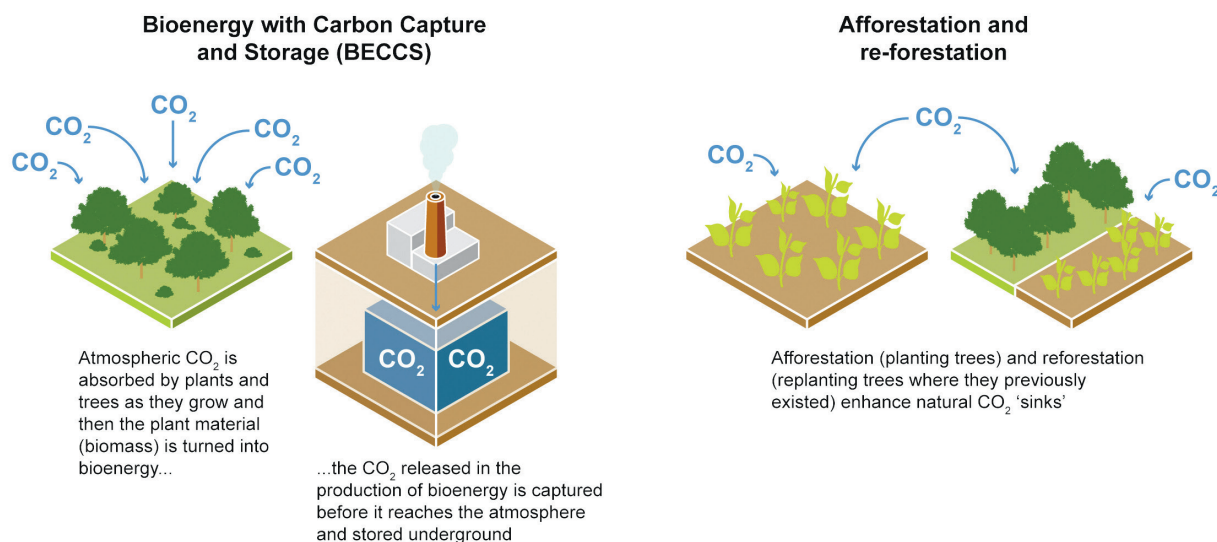 Bioenergy with Carbon Capture
and Storage (BECCS)
CO₂
CO₂
CO₂
CO₂
CO₂
Atmospheric CO₂ is
absorbed by plants and
trees as they grow and
then the plant material
(biomass) is turned into
bioenergy...
CO₂
CO₂
...the CO₂ released in the
production of bioenergy is captured
before it reaches the atmosphere
and stored underground
Afforestation and
re-forestation
CO₂
CO₂
CO₂
Afforestation (planting trees) and reforestation
(replanting trees where they previously
existed) enhance natural CO₂ ‘sinks’